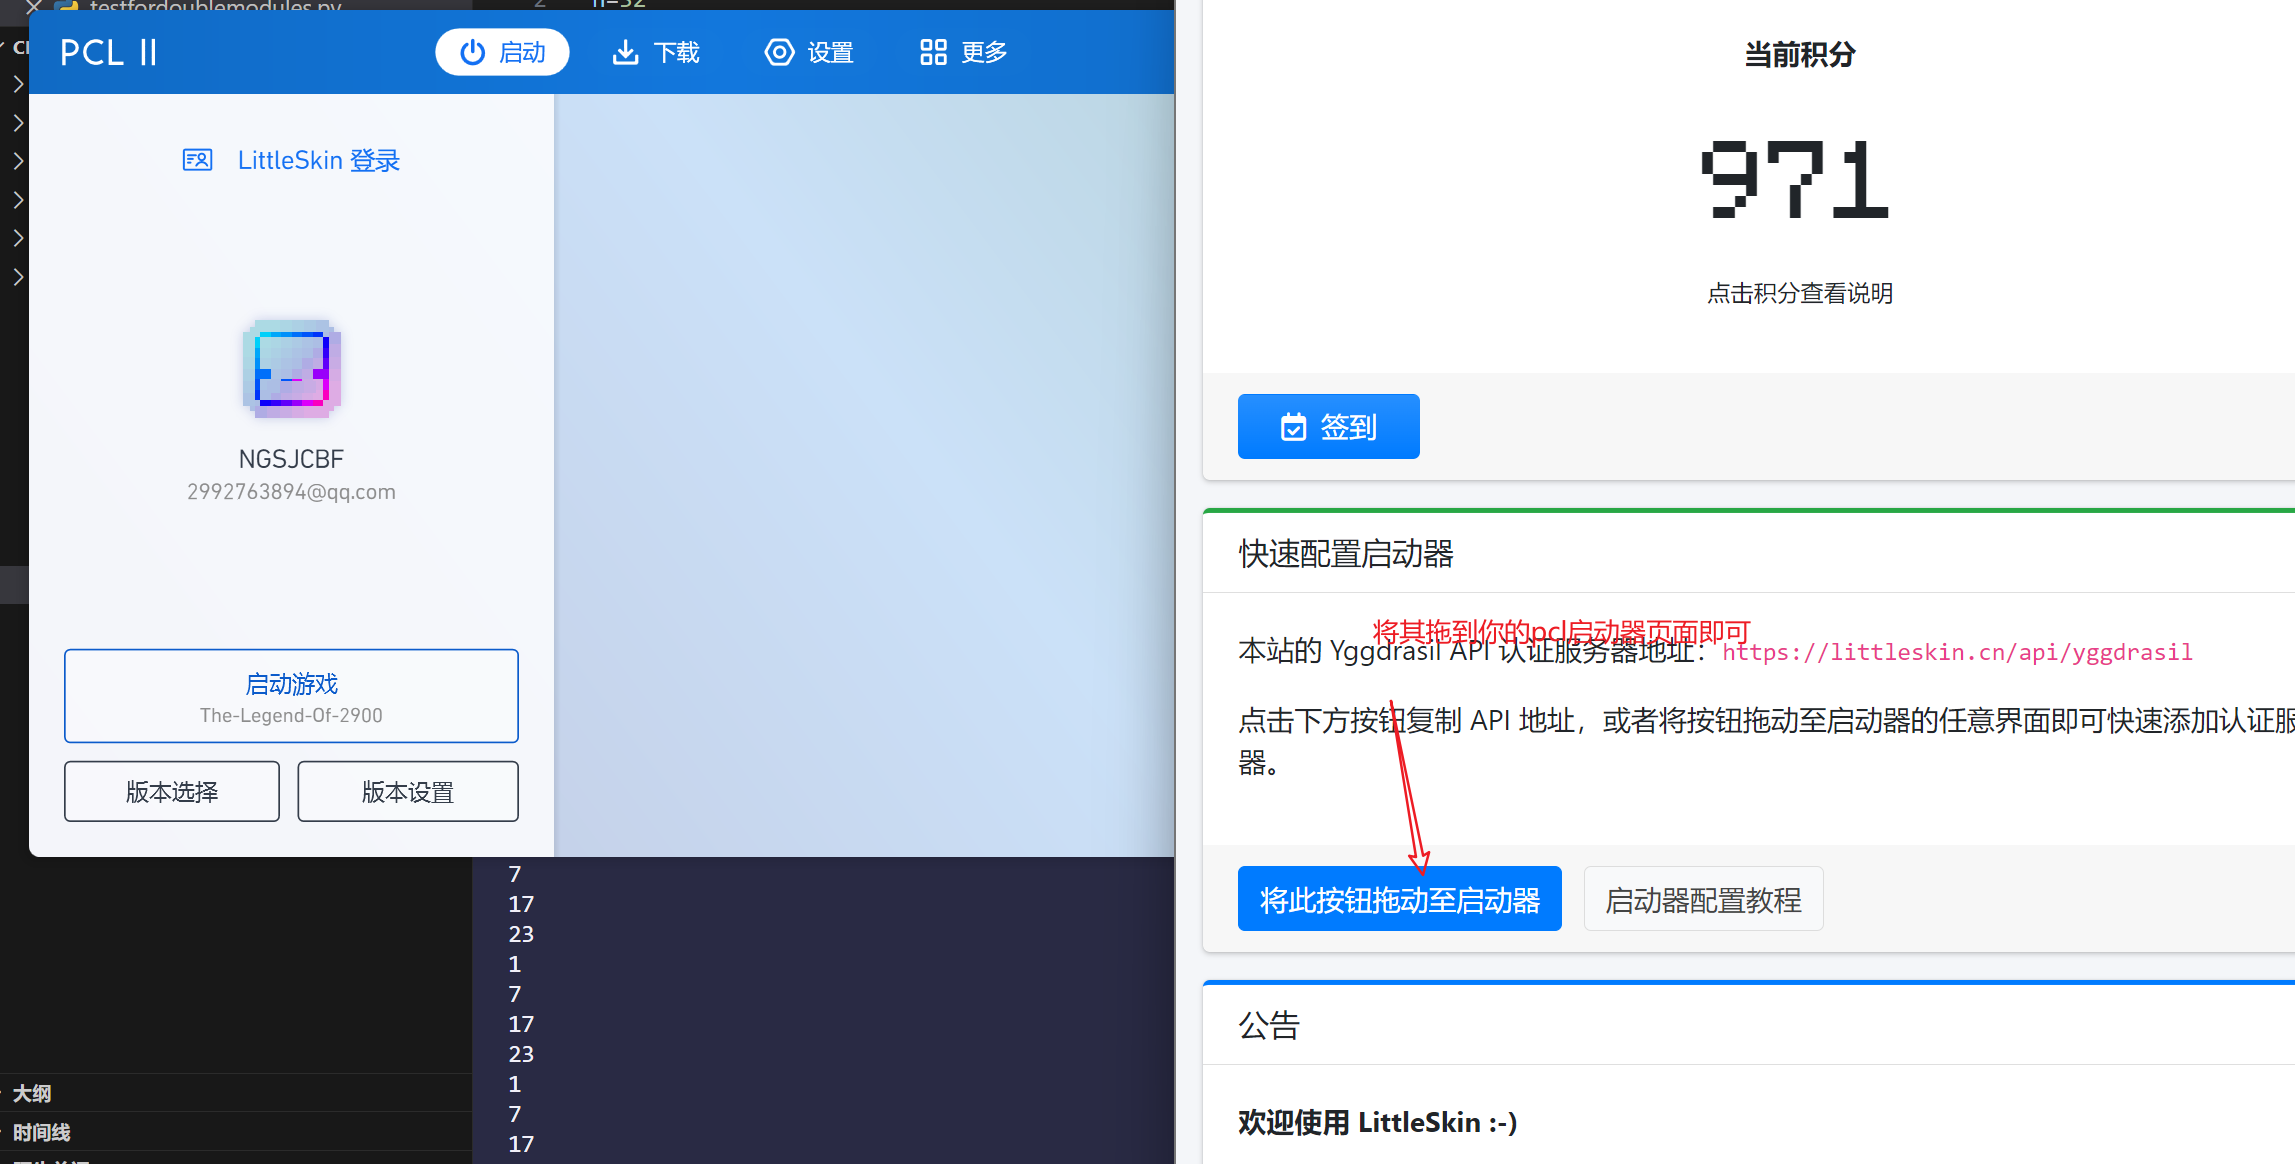 testfordoublemodules.py
2 n=32
PCL II
启动
下载
设置
更多
LittleSkin 登录
NGSJCBF
2992763894@qq.com
启动游戏
The-Legend-Of-2900
版本选择
版本设置
7
17
23
1
7
17
23
1
7
17
大纲
时间线
当前积分
971
点击积分查看说明
签到
快速配置启动器
将其拖到你的pcl启动器页面即可
本站的 Yggdrasil API 认证服务器地址：https://littleskin.cn/api/yggdrasil
点击下方按钮复制 API 地址，或者将按钮拖动至启动器的任意界面即可快速添加认证服
器。
将此按钮拖动至启动器
启动器配置教程
公告
欢迎使用 LittleSkin :-)